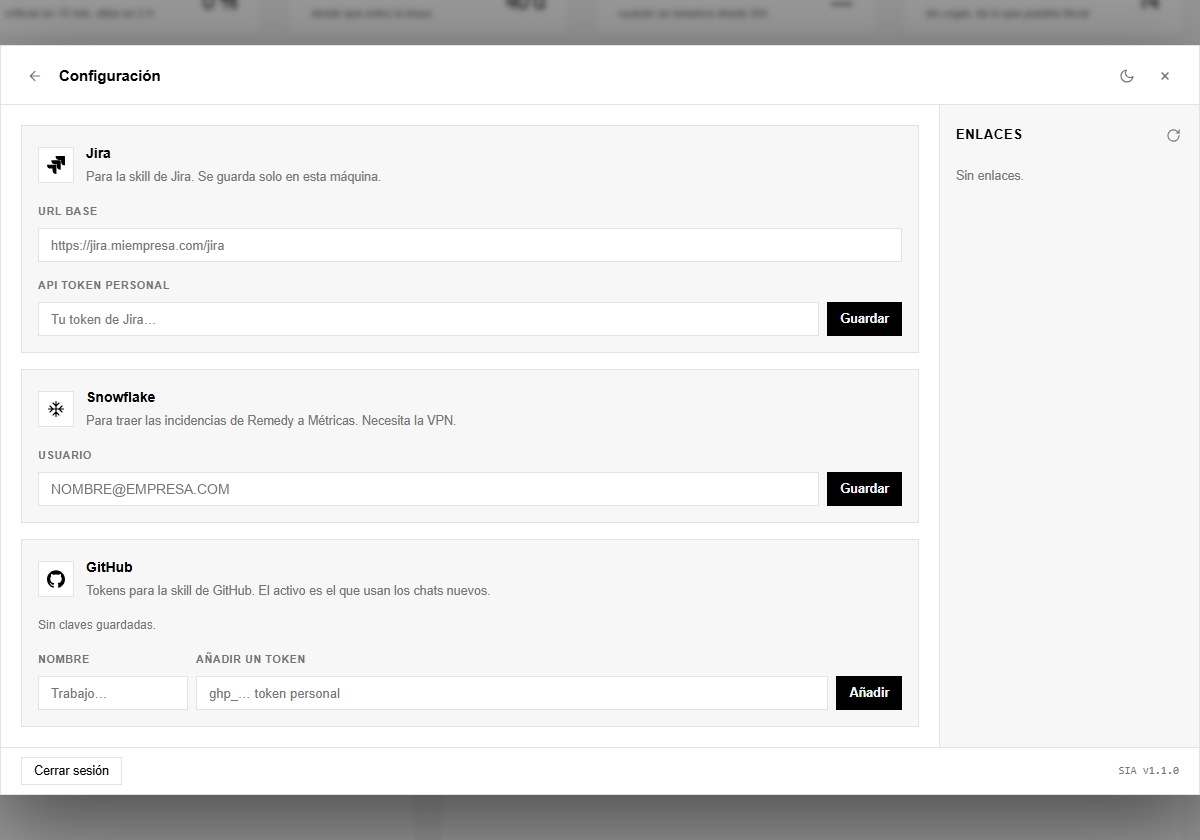 Configuración
Jira
Para la skill de Jira. Se guarda solo en esta máquina.
URL BASE
https://jira.miempresa.com/jira
API TOKEN PERSONAL
Tu token de Jira…
Guardar
Snowflake
Para traer las incidencias de Remedy a Métricas. Necesita la VPN.
USUARIO
NOMBRE@EMPRESA.COM
Guardar
GitHub
Tokens para la skill de GitHub. El activo es el que usan los chats nuevos.
Sin claves guardadas.
NOMBRE
AÑADIR UN TOKEN
Trabajo…
ghp_… token personal
Añadir
ENLACES
Sin enlaces.
Cerrar sesión
SIA v1.1.0